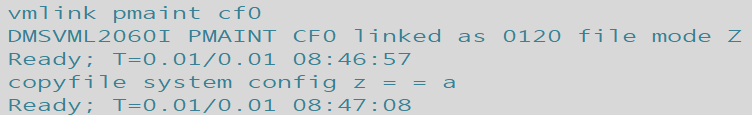 vmlink pmaint cf0
DMSVML2060I PMAINT CF0 linked as 0120 file mode Z
Ready; T=0.01/0.01 08:46:57
copyfile system config z = = a
Ready; T=0.01/0.01 08:47:08